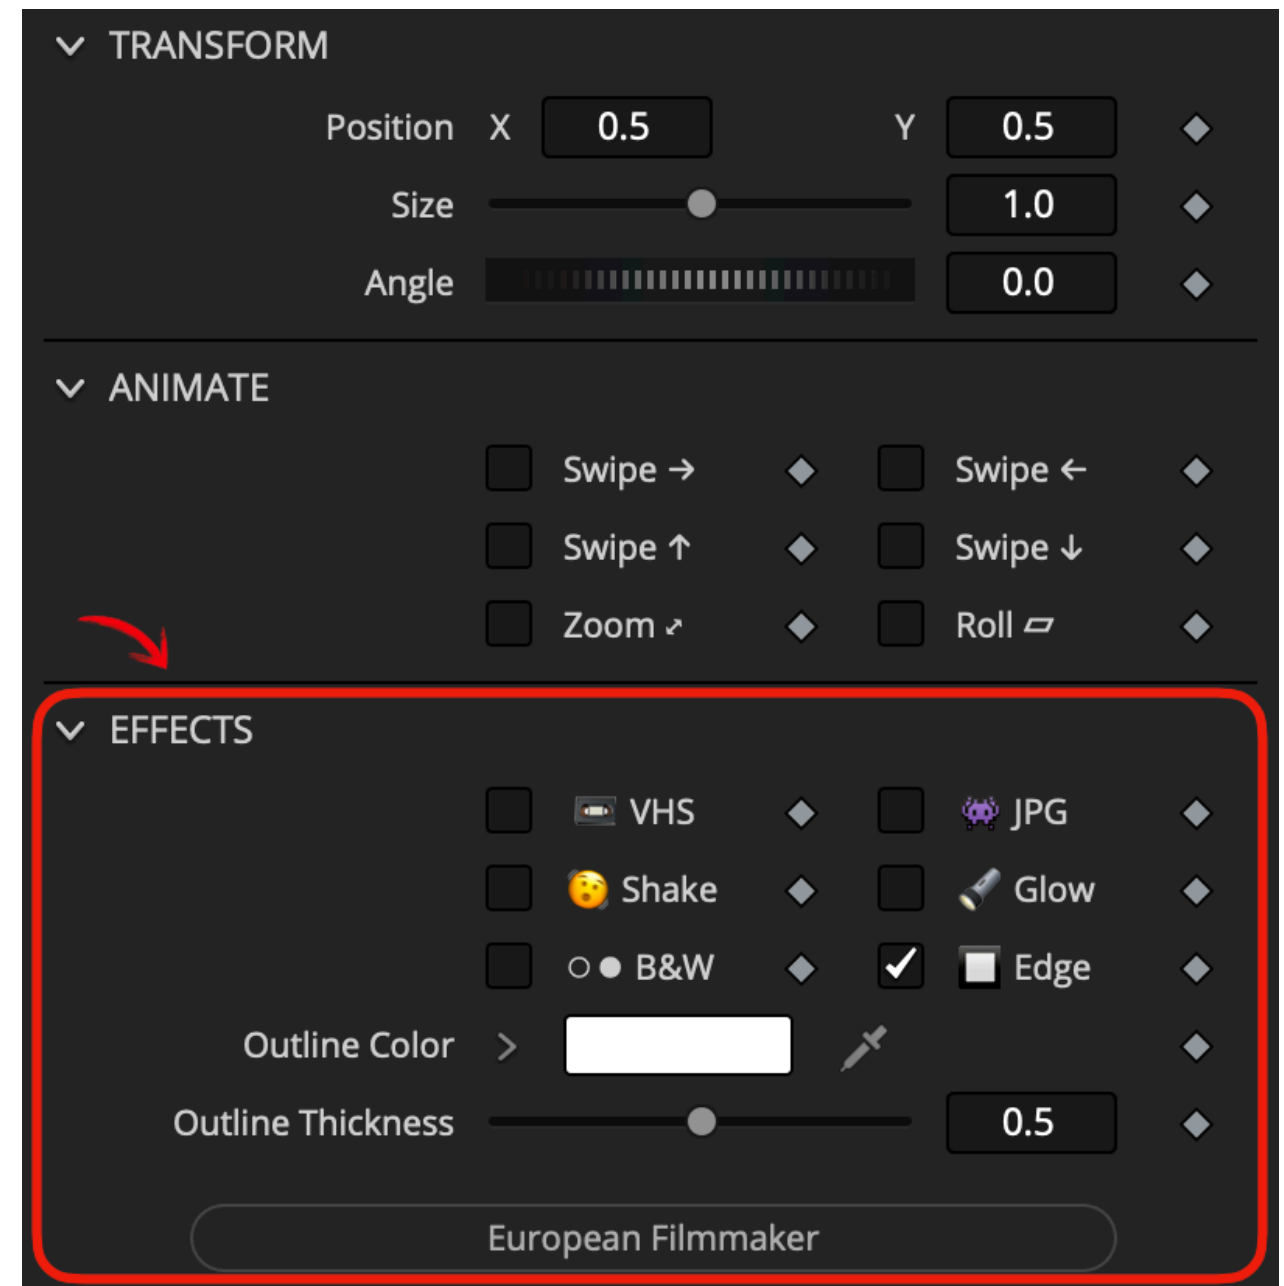 TRANSFORM
Position X 0.5 Y 0.5
Size 1.0
Angle 0.0
ANIMATE
Swipe → Swipe ←
Swipe ↑ Swipe ↓
Zoom ⤢ Roll ▱
EFFECTS
📼 VHS 👾 JPG
🫨 Shake 🔦 Glow
○● B&W 🔲 Edge
Outline Color
Outline Thickness 0.5
European Filmmaker